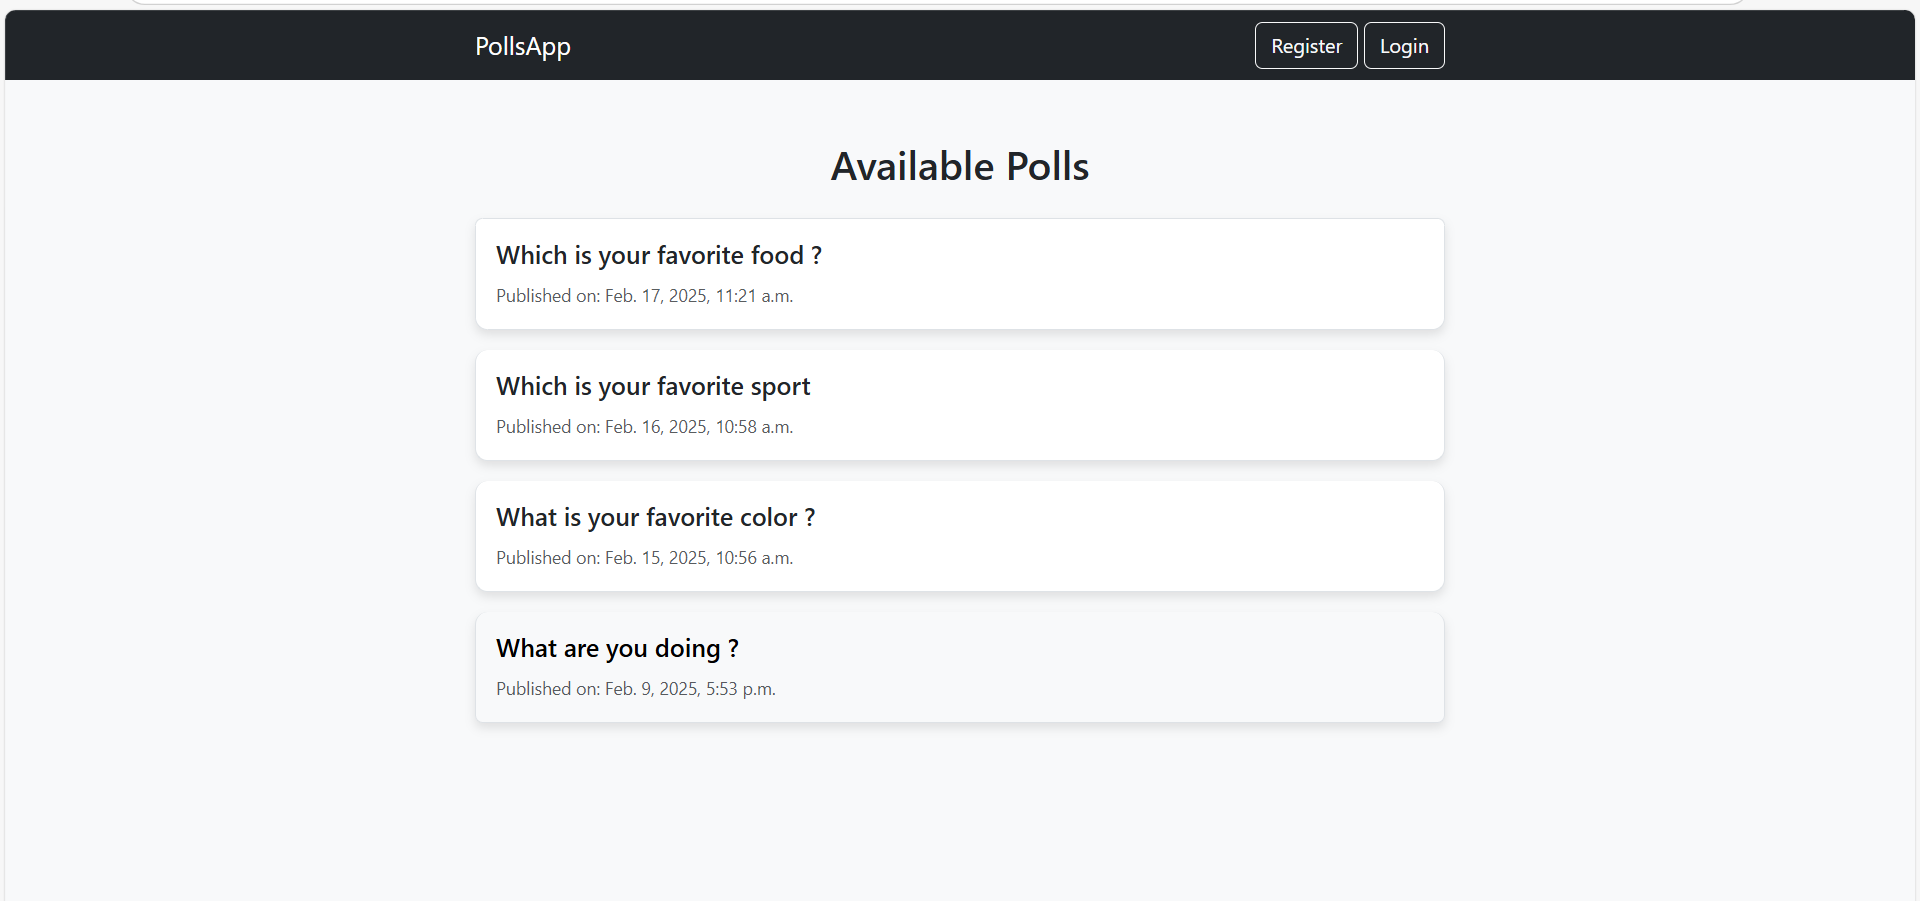 PollsApp
Register
Login
Available Polls
Which is your favorite food ?
Published on: Feb. 17, 2025, 11:21 a.m.
Which is your favorite sport
Published on: Feb. 16, 2025, 10:58 a.m.
What is your favorite color ?
Published on: Feb. 15, 2025, 10:56 a.m.
What are you doing ?
Published on: Feb. 9, 2025, 5:53 p.m.